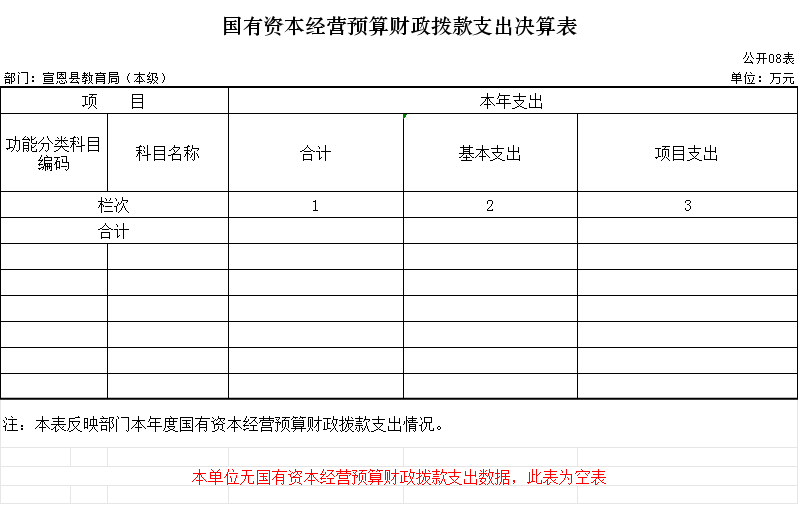 国有资本经营预算财政拨款支出决算表
公开08表
部门：宣恩县教育局（本级） 单位：万元
项 目 本年支出
功能分类科目编码 科目名称 合计 基本支出 项目支出
栏次 1 2 3
合计
注：本表反映部门本年度国有资本经营预算财政拨款支出情况。
本单位无国有资本经营预算财政拨款支出数据，此表为空表